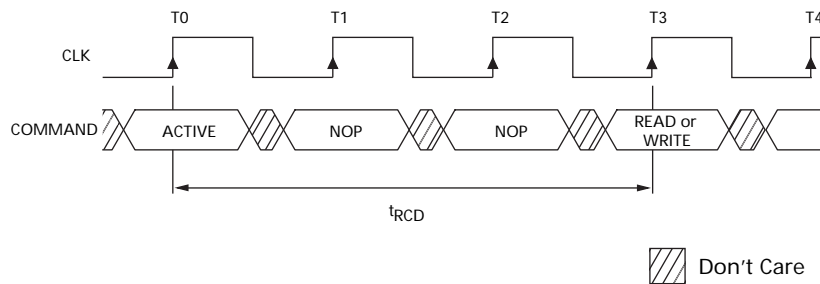 T0 T1 T2 T3 T4
CLK
COMMAND ACTIVE NOP NOP READ or
WRITE
tRCD
Don't Care